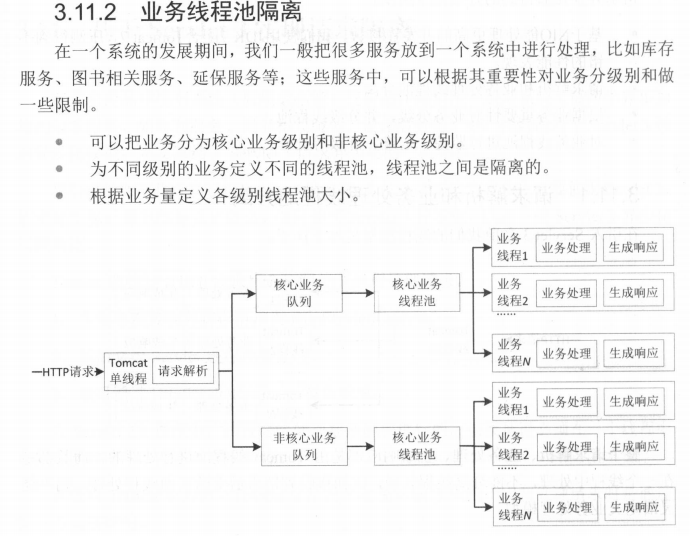 3.11.2 业务线程池隔离
在一个系统的发展期间，我们一般把很多服务放到一个系统中进行处理，比如库存
服务、图书相关服务、延保服务等；这些服务中，可以根据其重要性对业务分级别和做
一些限制。
● 可以把业务分为核心业务级别和非核心业务级别。
● 为不同级别的业务定义不同的线程池，线程池之间是隔离的。
● 根据业务量定义各级别线程池大小。
HTTP请求
Tomcat
单线程
请求解析
核心业务
队列
核心业务
线程池
业务
线程1
业务处理
生成响应
业务
线程2
业务处理
生成响应
......
业务
线程N
业务处理
生成响应
非核心业务
队列
核心业务
线程池
业务
线程1
业务处理
生成响应
业务
线程2
业务处理
生成响应
......
业务
线程N
业务处理
生成响应